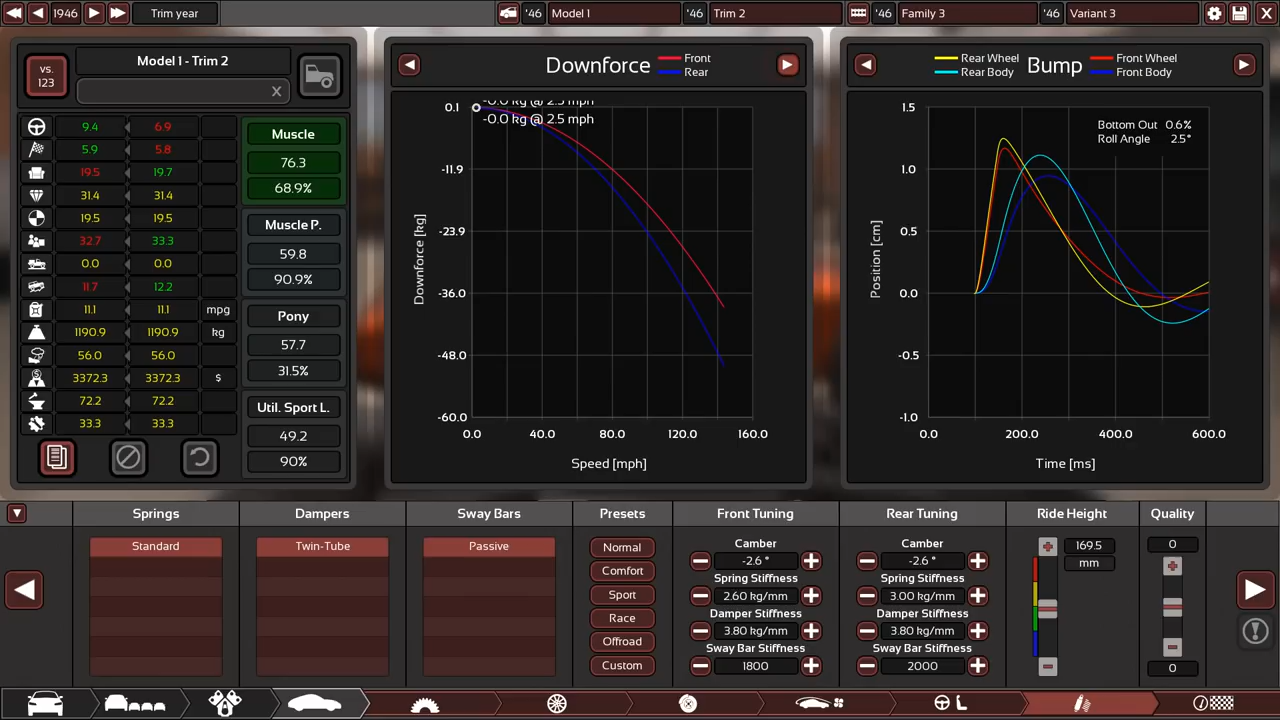 1946
Trim year
'46
Model 1
'46
Trim 2
'46
Family 3
'46
Variant 3
vs.
123
Model 1 - Trim 2
X
9.4 6.9
5.9 5.8
19.5 19.7
31.4 31.4
19.5 19.5
32.7 33.3
0.0 0.0
11.7 12.2
11.1 11.1 mpg
1190.9 1190.9 kg
56.0 56.0
3372.3 3372.3 $
72.2 72.2
33.3 33.3
Muscle
76.3
68.9%
Muscle P.
59.8
90.9%
Pony
57.7
31.5%
Util. Sport L.
49.2
90%
Downforce
Front
Rear
-0.0 kg @ 2.5 mph
-0.0 kg @ 2.5 mph
0.1
-11.9
-23.9
-36.0
-48.0
-60.0
Downforce [kg]
0.0 40.0 80.0 120.0 160.0
Speed [mph]
Rear Wheel
Rear Body
Bump
Front Wheel
Front Body
Bottom Out 0.6%
Roll Angle 2.5°
1.5
1.0
0.5
0.0
-0.5
-1.0
Position [cm]
0.0 200.0 400.0 600.0
Time [ms]
Springs
Standard
Dampers
Twin-Tube
Sway Bars
Passive
Presets
Normal
Comfort
Sport
Race
Offroad
Custom
Front Tuning
Camber
-2.6 °
Spring Stiffness
2.60 kg/mm
Damper Stiffness
3.80 kg/mm
Sway Bar Stiffness
1800
Rear Tuning
Camber
-2.6 °
Spring Stiffness
3.00 kg/mm
Damper Stiffness
3.80 kg/mm
Sway Bar Stiffness
2000
Ride Height
169.5
mm
Quality
0
0